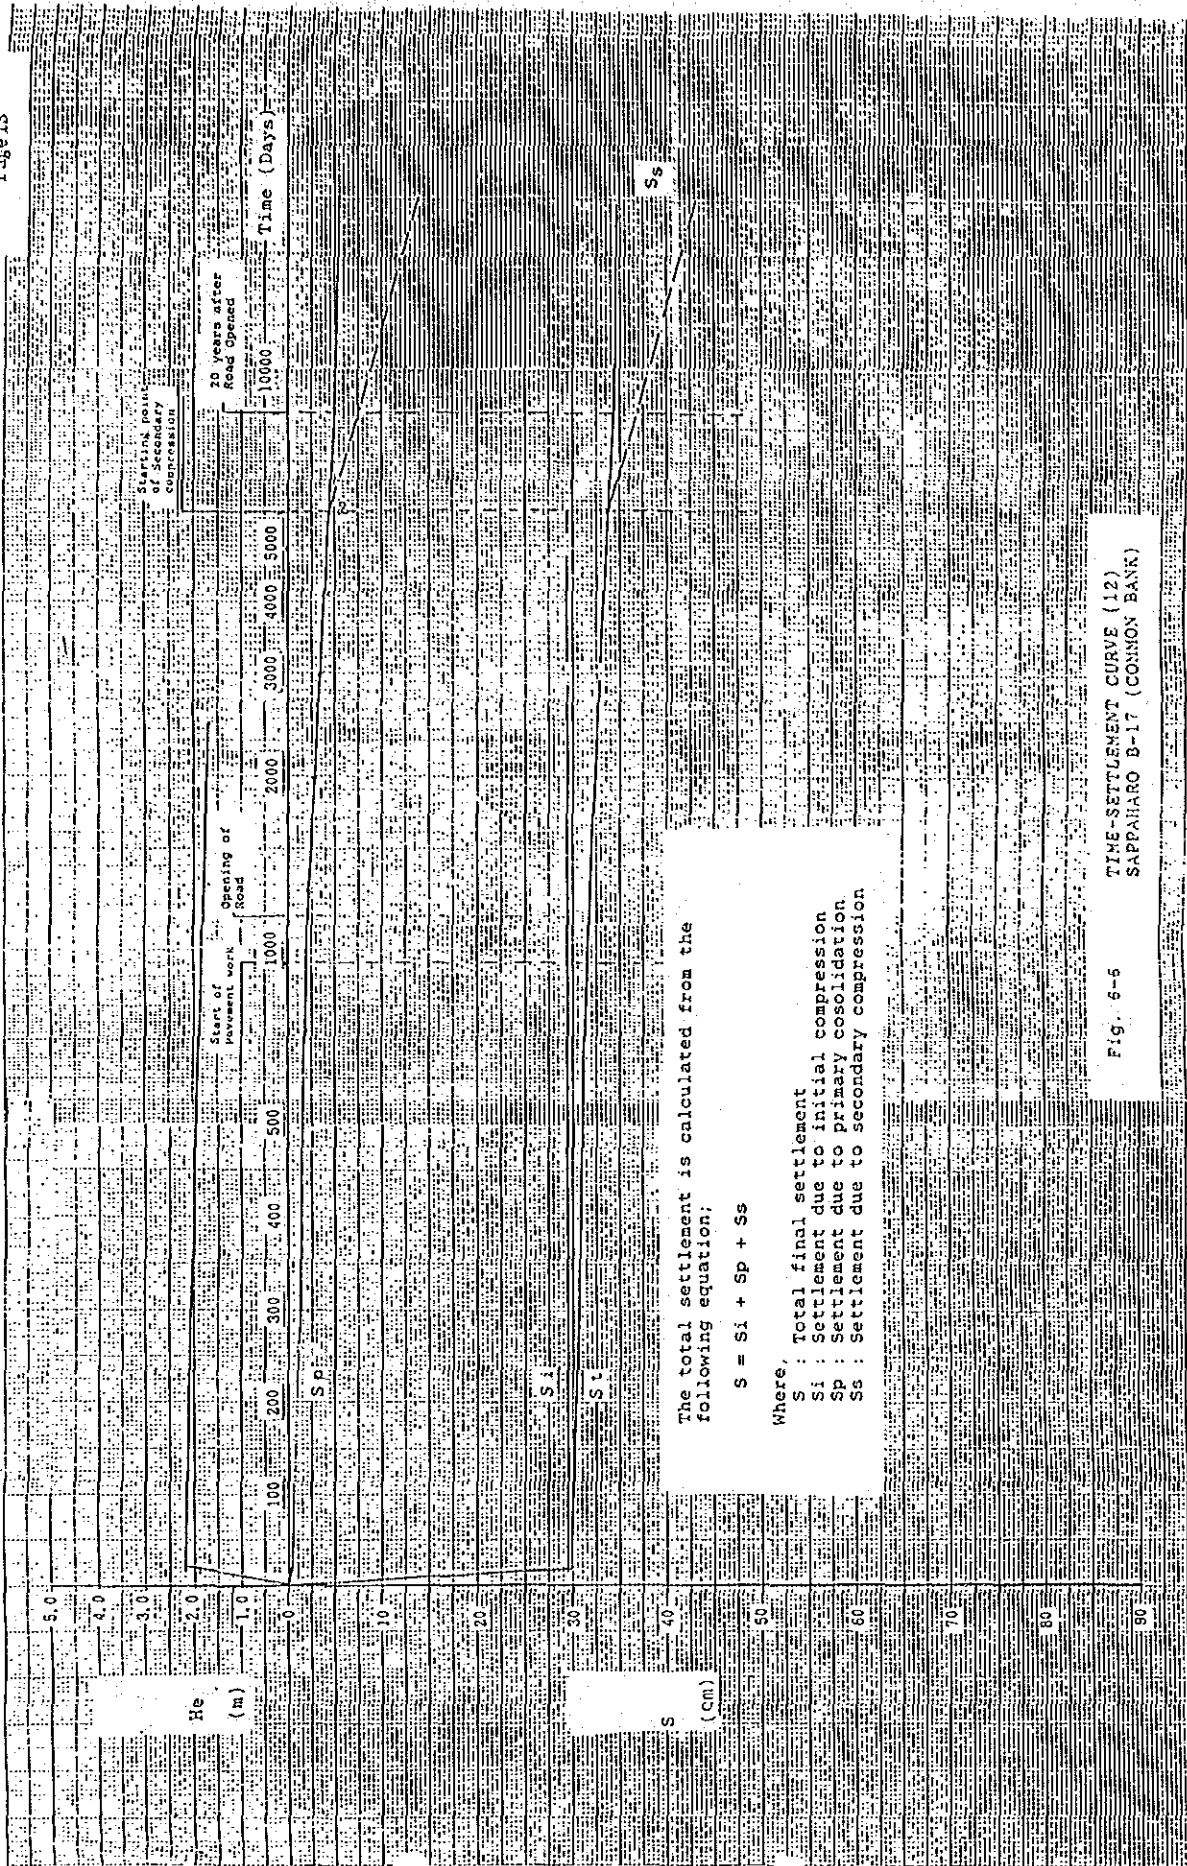 Page13
5.0
4.0
3.0
2.0
1.0
0
10
20
30
40
50
60
70
80
90
He
(m)
S
(cm)
100
200
300
400
500
1000
2000
3000
4000
5000
10000
Time (Days)
Start of
pavement work
Opening of
Road
Starting point
of Secondary
compression
20 years after
Road Opened
Sp
Si
St
Ss
The total settlement is calculated from the
following equation;
S = Si + Sp + Ss
Where,
S : Total final settlement
Si : Settlement due to initial compression
Sp : Settlement due to primary cosolidation
Ss : Settlement due to secondary compression
Fig. 6-6 TIME-SETTLEMENT CURVE (12)
SAPPAHARO B-17 (COMMON BANK)